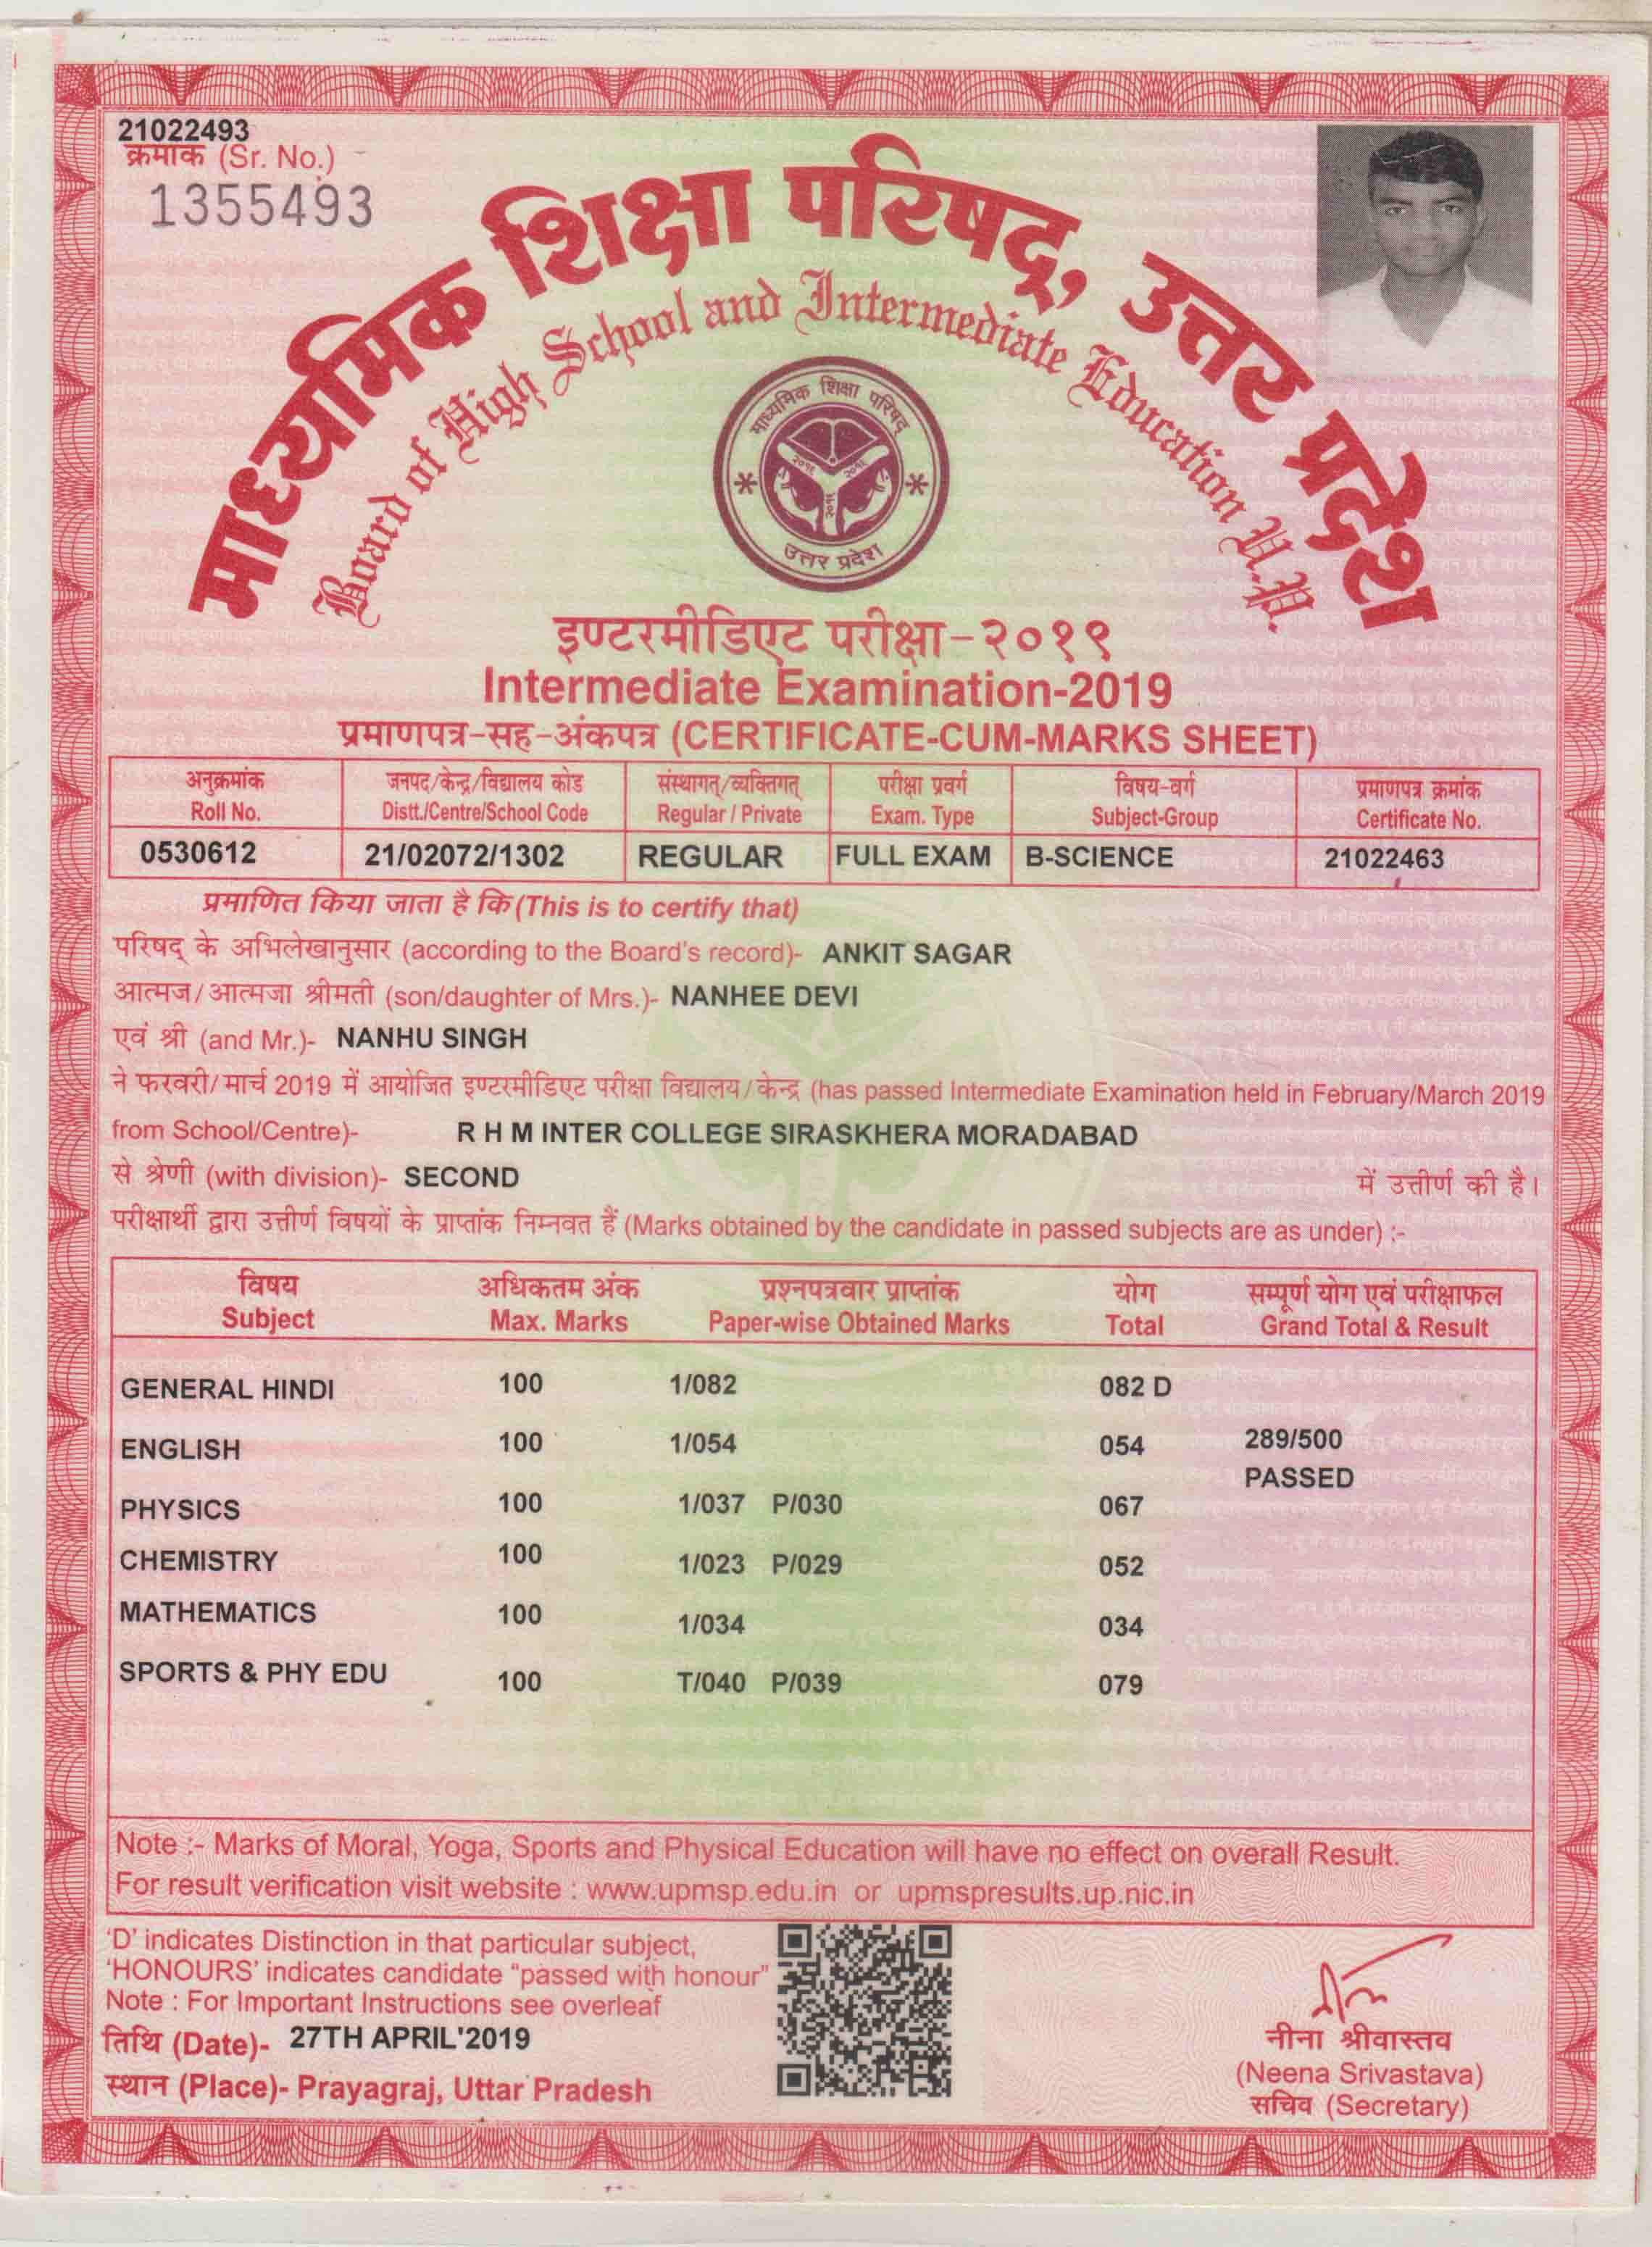 21022493
क्रमांक (Sr. No.)
1355493
माध्यमिक शिक्षा परिषद्, उत्तर प्रदेश
Board of High School and Intermediate Education U.P.
माध्यमिक शिक्षा परिषद्
उत्तर प्रदेश
इण्टरमीडिएट परीक्षा-२०१९
Intermediate Examination-2019
प्रमाणपत्र-सह-अंकपत्र (CERTIFICATE-CUM-MARKS SHEET)
अनुक्रमांक जनपद/केन्द्र/विद्यालय कोड संस्थागत्/व्यक्तिगत् परीक्षा प्रवर्ग विषय-वर्ग प्रमाणपत्र क्रमांक
Roll No. Distt./Centre/School Code Regular / Private Exam. Type Subject-Group Certificate No.
0530612 21/02072/1302 REGULAR FULL EXAM B-SCIENCE 21022463
प्रमाणित किया जाता है कि (This is to certify that)
परिषद् के अभिलेखानुसार (according to the Board's record)- ANKIT SAGAR
आत्मज/आत्मजा श्रीमती (son/daughter of Mrs.)- NANHEE DEVI
एवं श्री (and Mr.)- NANHU SINGH
ने फरवरी/मार्च 2019 में आयोजित इण्टरमीडिएट परीक्षा विद्यालय/केन्द्र (has passed Intermediate Examination held in February/March 2019
from School/Centre)- R H M INTER COLLEGE SIRASKHERA MORADABAD
से श्रेणी (with division)- SECOND में उत्तीर्ण की है।
परीक्षार्थी द्वारा उत्तीर्ण विषयों के प्राप्तांक निम्नवत हैं (Marks obtained by the candidate in passed subjects are as under) :-
विषय अधिकतम अंक प्रश्नपत्रवार प्राप्तांक योग सम्पूर्ण योग एवं परीक्षाफल
Subject Max. Marks Paper-wise Obtained Marks Total Grand Total & Result
GENERAL HINDI 100 1/082 082 D
ENGLISH 100 1/054 054 289/500
PASSED
PHYSICS 100 1/037 P/030 067
CHEMISTRY 100 1/023 P/029 052
MATHEMATICS 100 1/034 034
SPORTS & PHY EDU 100 T/040 P/039 079
Note :- Marks of Moral, Yoga, Sports and Physical Education will have no effect on overall Result.
For result verification visit website : www.upmsp.edu.in or upmspresults.up.nic.in
'D' indicates Distinction in that particular subject,
'HONOURS' indicates candidate "passed with honour"
Note : For Important Instructions see overleaf
तिथि (Date)- 27TH APRIL'2019
स्थान (Place)- Prayagraj, Uttar Pradesh
नीना श्रीवास्तव
(Neena Srivastava)
सचिव (Secretary)